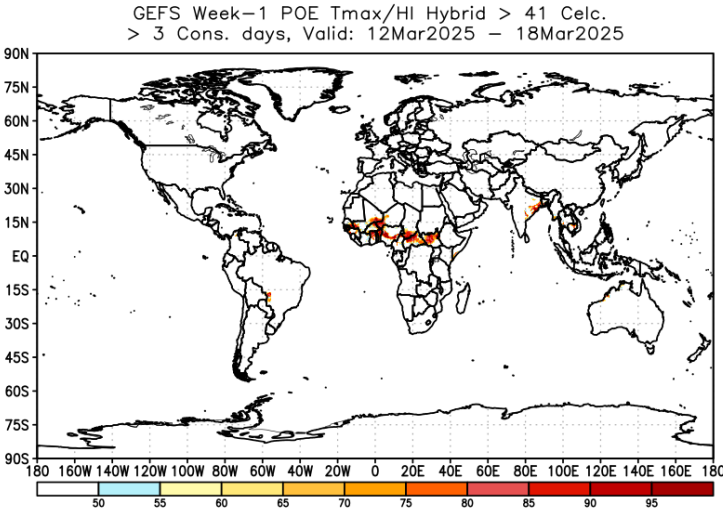 GEFS Week-1 POE Tmax/HI Hybrid > 41 Celc.
> 3 Cons. days, Valid: 12Mar2025 - 18Mar2025
90N
75N
60N
45N
30N
15N
EQ
15S
30S
45S
60S
75S
90S
180 160W 140W 120W 100W 80W 60W 40W 20W 0 20E 40E 60E 80E 100E 120E 140E 160E 180
50 55 60 65 70 75 80 85 90 95